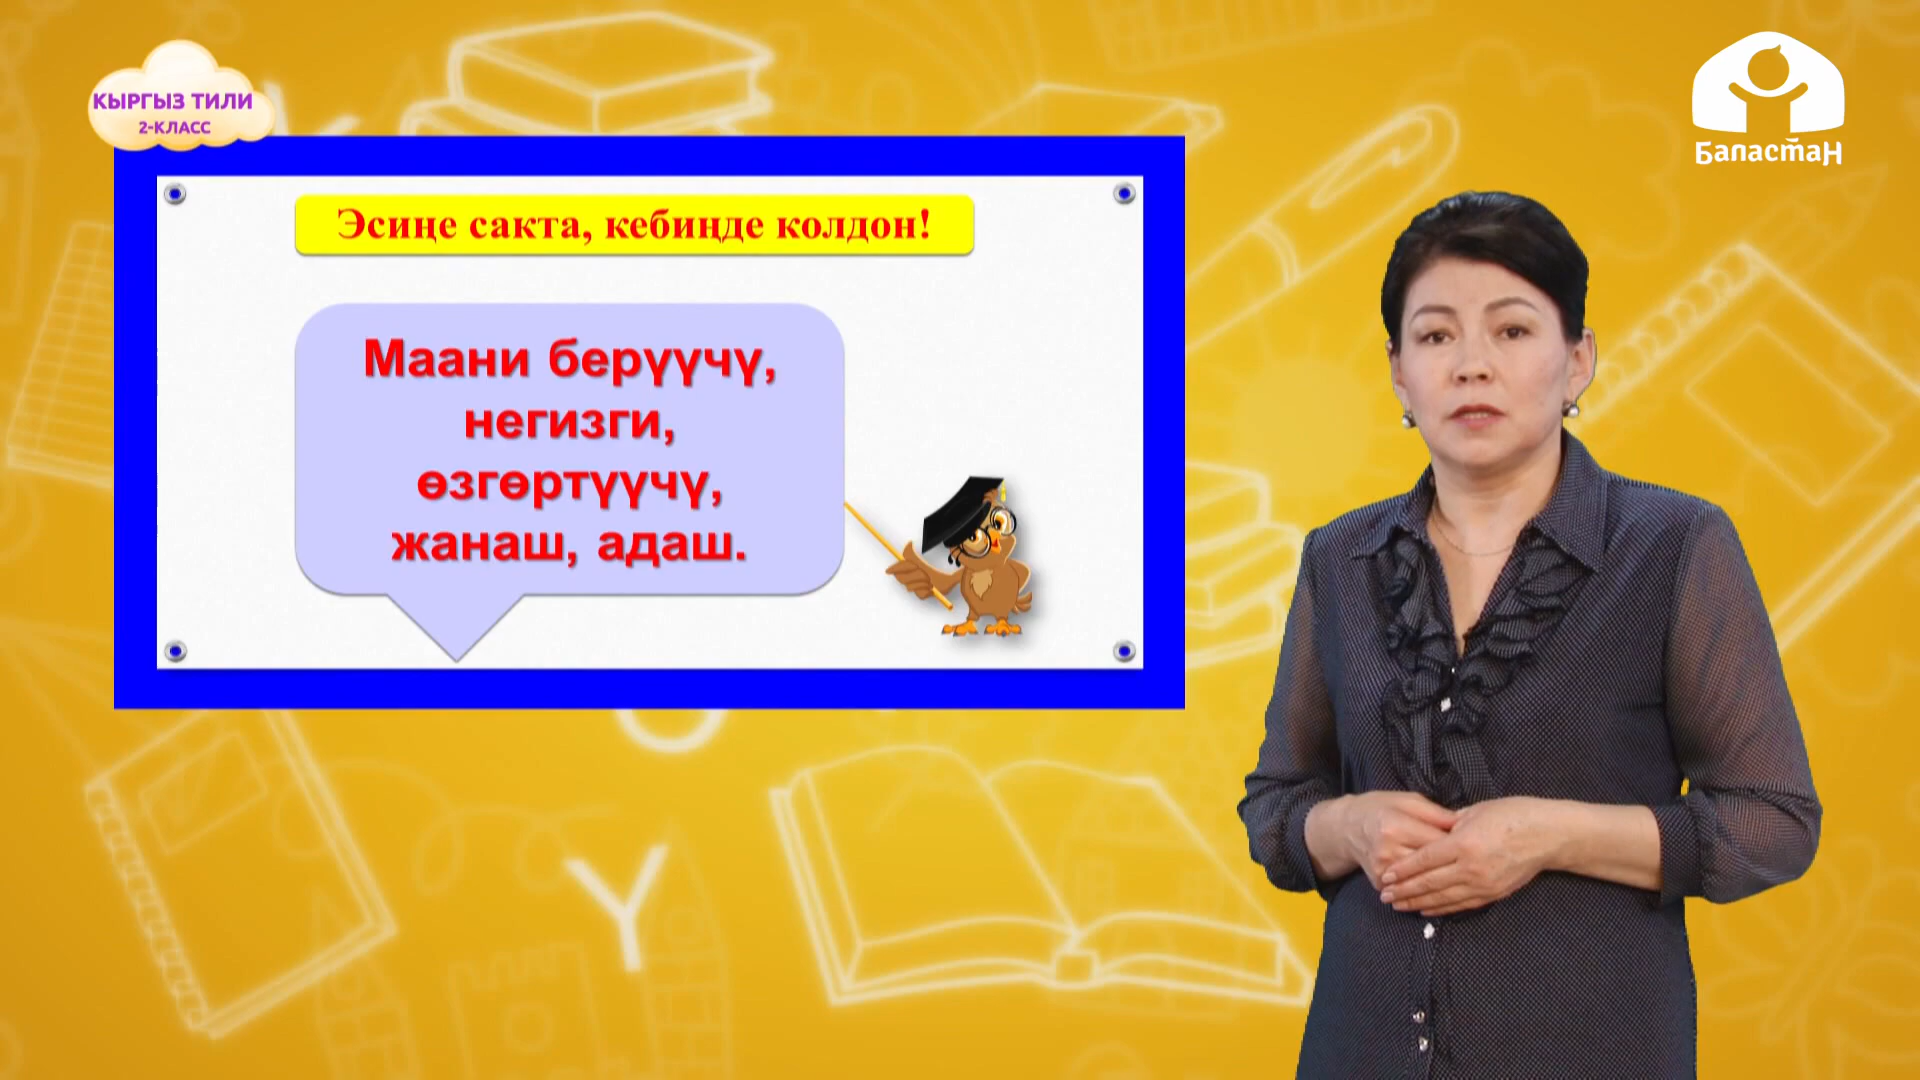 КЫРГЫЗ ТИЛИ
2-КЛАСС
Баластан
Эсиңе сакта, кебиңде колдон!
Маани берүүчү,
негизги,
өзгөртүүчү,
жанаш, адаш.
Y